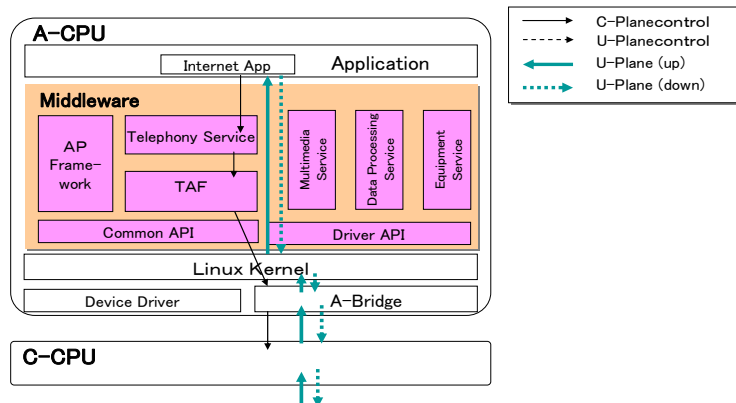 A-CPU
Internet App
Application
Middleware
AP
Frame-
work
Telephony Service
TAF
Multimedia
Service
Data Processing
Service
Equipment
Service
Common API
Driver API
Linux Kernel
Device Driver
A-Bridge
C-CPU
C-Planecontrol
U-Planecontrol
U-Plane (up)
U-Plane (down)